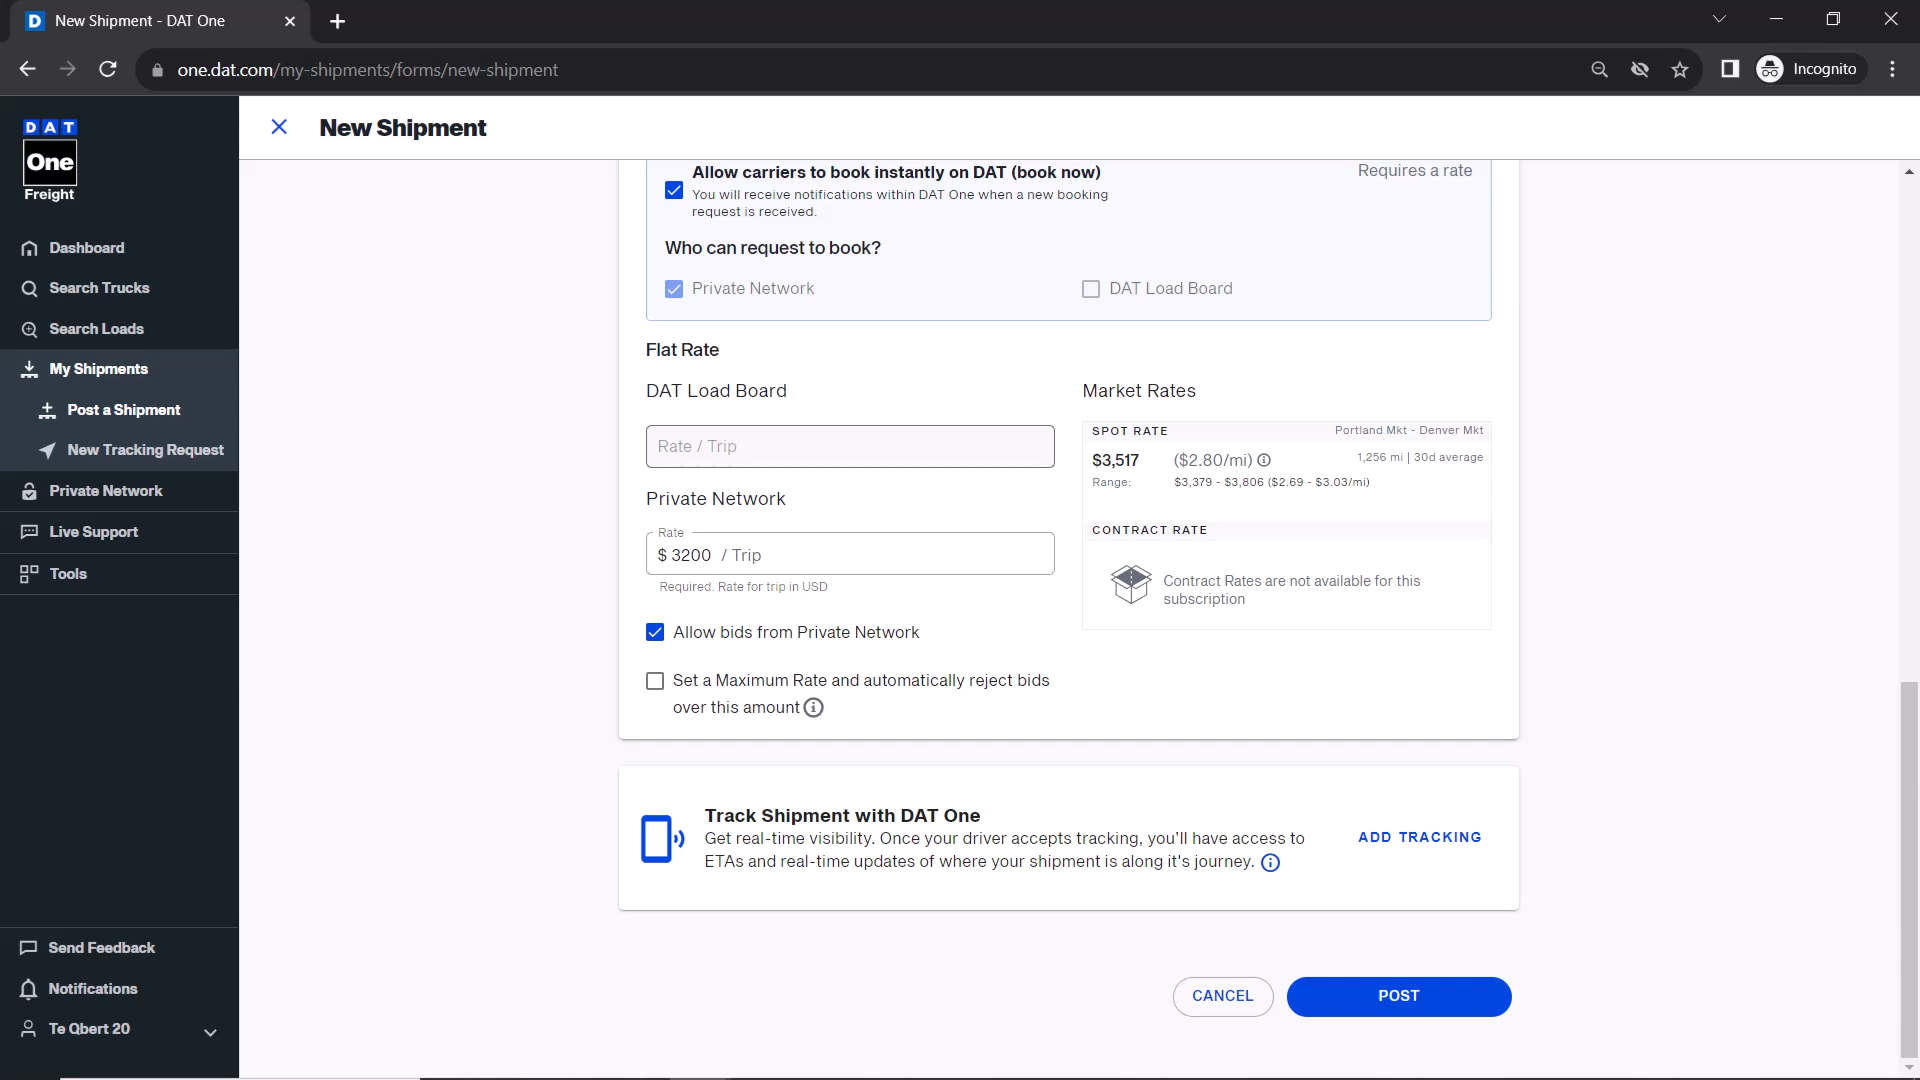 New Shipment - DAT One
one.dat.com/my-shipments/forms/new-shipment
Incognito
DAT
One
Freight
Dashboard
Search Trucks
Search Loads
My Shipments
Post a Shipment
New Tracking Request
Private Network
Live Support
Tools
Send Feedback
Notifications
Te Qbert 20
New Shipment
Allow carriers to book instantly on DAT (book now)
Requires a rate
You will receive notifications within DAT One when a new booking
request is received.
Who can request to book?
Private Network
DAT Load Board
Flat Rate
DAT Load Board
Rate / Trip
Private Network
Rate
$ 3200 / Trip
Required. Rate for trip in USD
Allow bids from Private Network
Set a Maximum Rate and automatically reject bids
over this amount
Market Rates
SPOT RATE
Portland Mkt - Denver Mkt
$3,517 ($2.80/mi)
1,256 mi | 30d average
Range: $3,379 - $3,806 ($2.69 - $3.03/mi)
CONTRACT RATE
Contract Rates are not available for this
subscription
Track Shipment with DAT One
Get real-time visibility. Once your driver accepts tracking, you'll have access to
ETAs and real-time updates of where your shipment is along it's journey.
ADD TRACKING
CANCEL
POST